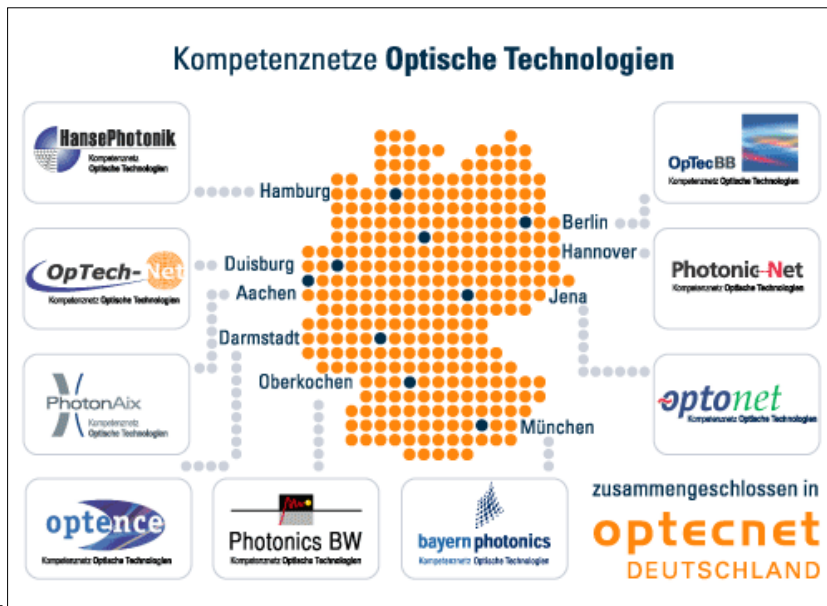 Kompetenznetze Optische Technologien
HansePhotonik
Kompetenznetz
Optische Technologien
OpTecBB
Kompetenznetz Optische Technologien
Hamburg
Berlin
Hannover
OpTech-Net
Kompetenznetz Optische Technologien
Duisburg
Aachen
Photonic Net
Kompetenznetz Optische Technologien
Jena
Darmstadt
PhotonAix
Kompetenznetz
Optische Technologien
Oberkochen
optonet
Kompetenznetz Optische Technologien
München
optence
Kompetenznetz Optische Technologien
Photonics BW
Kompetenznetz Optische Technologien
bayern photonics
Kompetenznetz Optische Technologien
zusammengeschlossen in
optecnet
DEUTSCHLAND